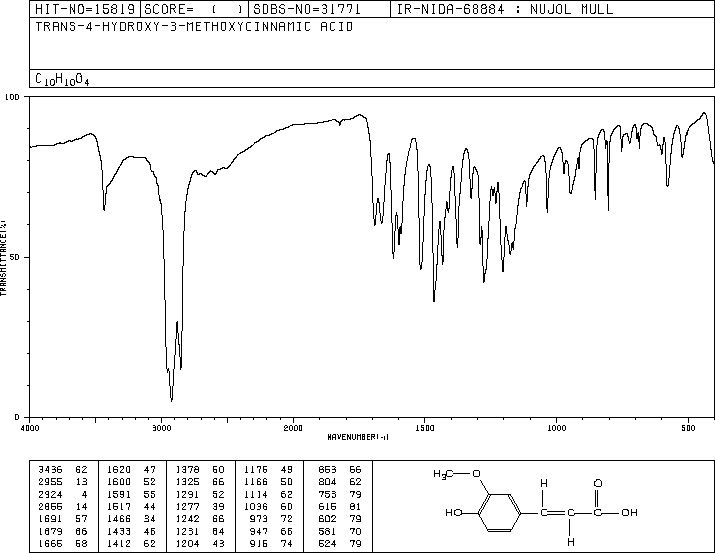 HIT-NO=15819 SCORE= ( ) SDBS-NO=31771 IR-NIDA-68884 : NUJOL MULL
TRANS-4-HYDROXY-3-METHOXYCINNAMIC ACID
C10H10O4
100
TRANSMITTANCE(%)
50
0
4000 3000 2000 1500 1000 500
WAVENUMBER(-1)
3436 62 1620 47 1378 50 1176 49 853 56
2955 13 1600 52 1325 66 1166 50 804 62
2924 4 1591 55 1291 52 1114 62 753 79
2855 14 1517 44 1277 39 1036 60 616 81
1691 57 1466 34 1242 66 973 72 602 79
1679 66 1433 46 1231 64 947 66 581 70
1665 58 1412 62 1204 43 916 74 524 79
H3C O
H O
HO OH
H